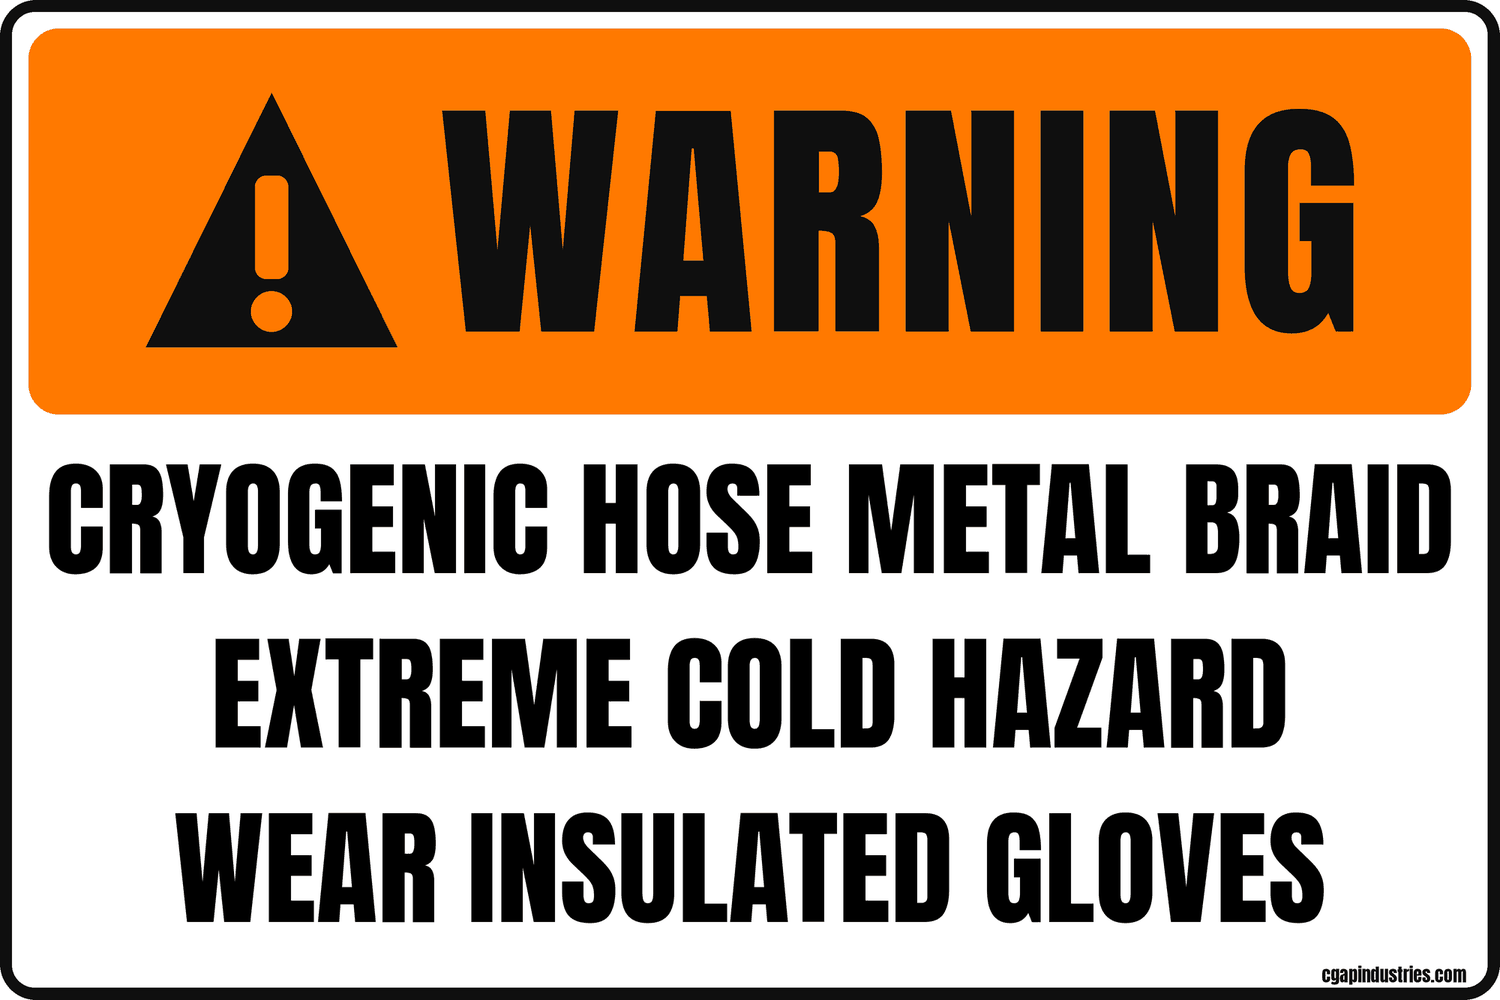 WARNING
CRYOGENIC HOSE METAL BRAID
EXTREME COLD HAZARD
WEAR INSULATED GLOVES
cgapindustries.com